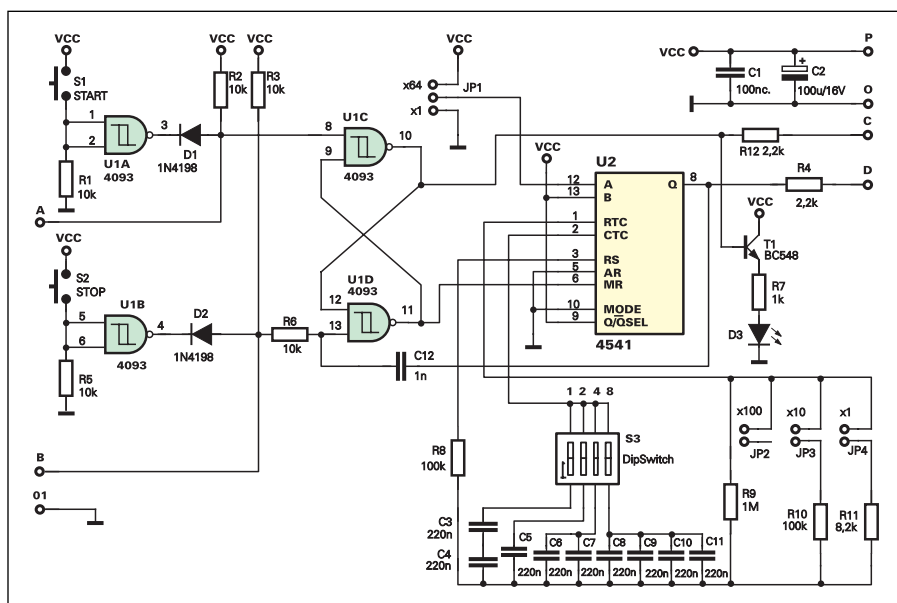 VCC
S1
START
1
2
3
U1A
4093
D1
1N4198
R1
10k
A
VCC
R2
10k
VCC
R3
10k
VCC
S2
STOP
5
6
4
U1B
4093
D2
1N4198
R5
10k
B
01
8
9
10
U1C
4093
12
13
11
U1D
4093
R6
10k
C12
1n
VCC
x64
x1
JP1
VCC
U2
12
13
1
2
3
5
6
10
9
A
B
RTC
CTC
RS
AR
MR
MODE
Q/QSEL
Q
8
4541
VCC
P
C1
100nc.
+
C2
100u/16V
O
C
R12 2,2k
R4
2,2k
D
VCC
T1
BC548
R7
1k
D3
1 2 4 8
S3
DipSwitch
R8
100k
C3
220n
C4
220n
C5
C6
C7
C8
C9
C10
C11
220n
220n
220n
220n
220n
220n
R9
1M
x100
JP2
x10
JP3
x1
JP4
R10
100k
R11
8,2k